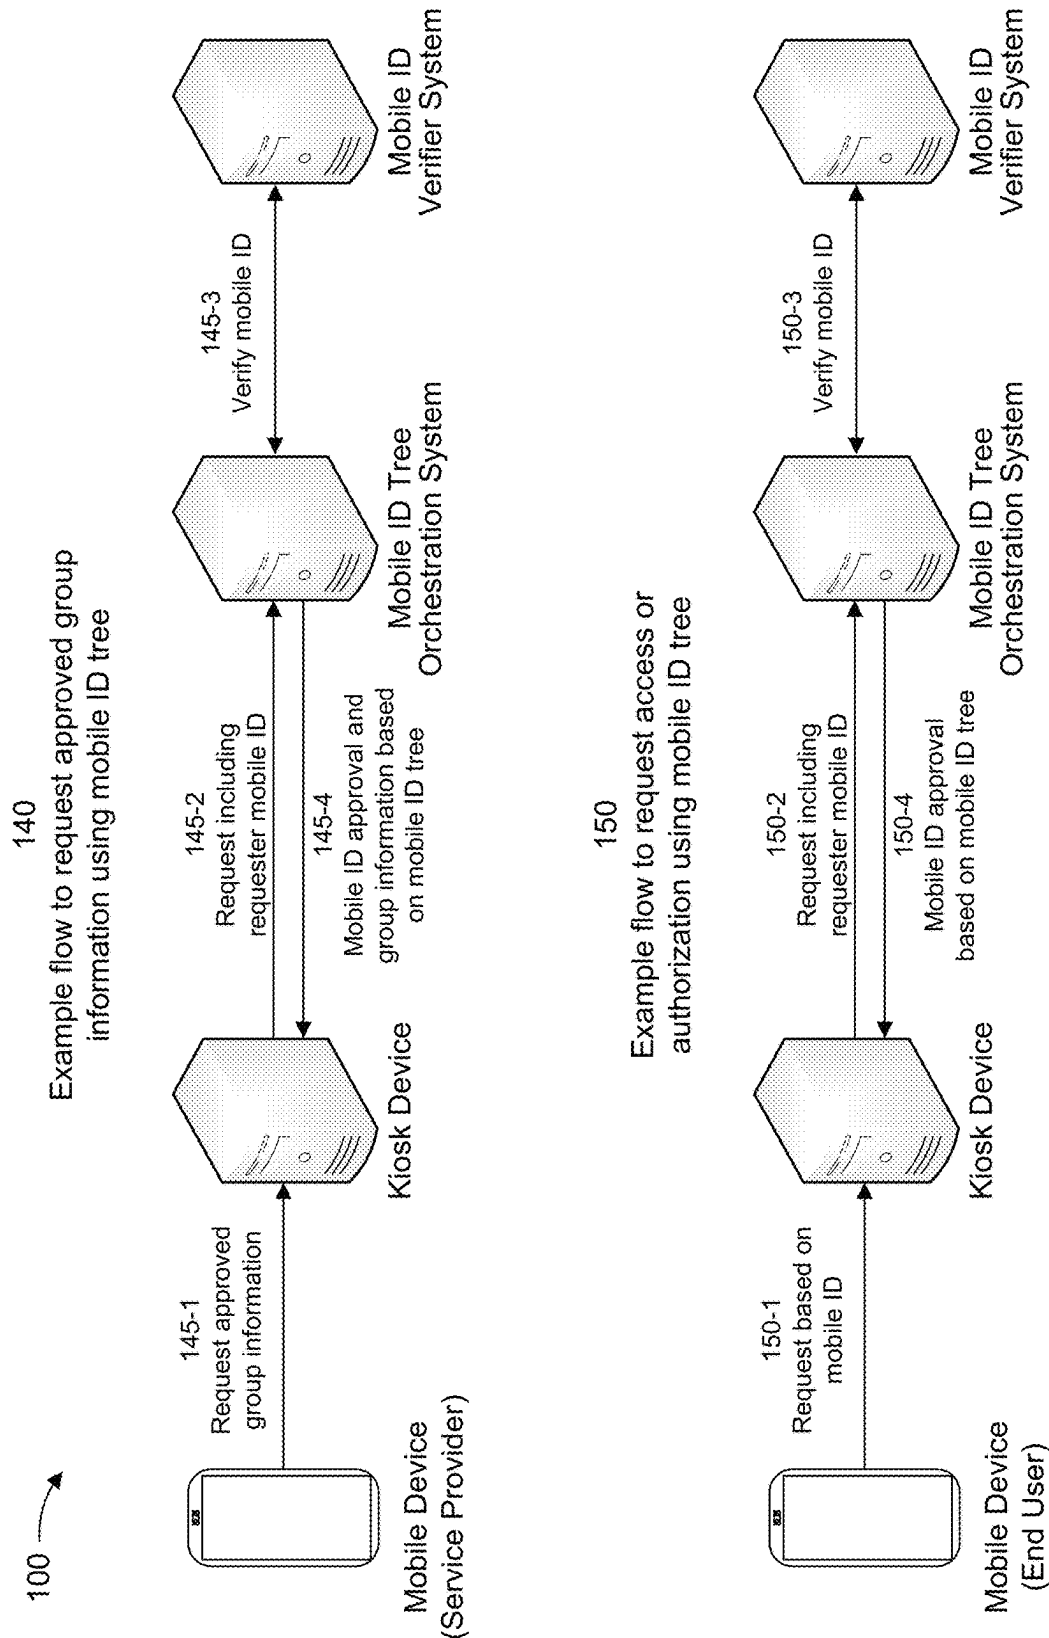 100
140
Example flow to request approved group
information using mobile ID tree
145-1
Request approved
group information
145-2
Request including
requester mobile ID
145-3
Verify mobile ID
145-4
Mobile ID approval and
group information based
on mobile ID tree
Mobile Device
(Service Provider)
Kiosk Device
Mobile ID Tree
Orchestration System
Mobile ID
Verifier System
150
Example flow to request access or
authorization using mobile ID tree
150-1
Request based on
mobile ID
150-2
Request including
requester mobile ID
150-3
Verify mobile ID
150-4
Mobile ID approval
based on mobile ID tree
Mobile Device
(End User)
Kiosk Device
Mobile ID Tree
Orchestration System
Mobile ID
Verifier System